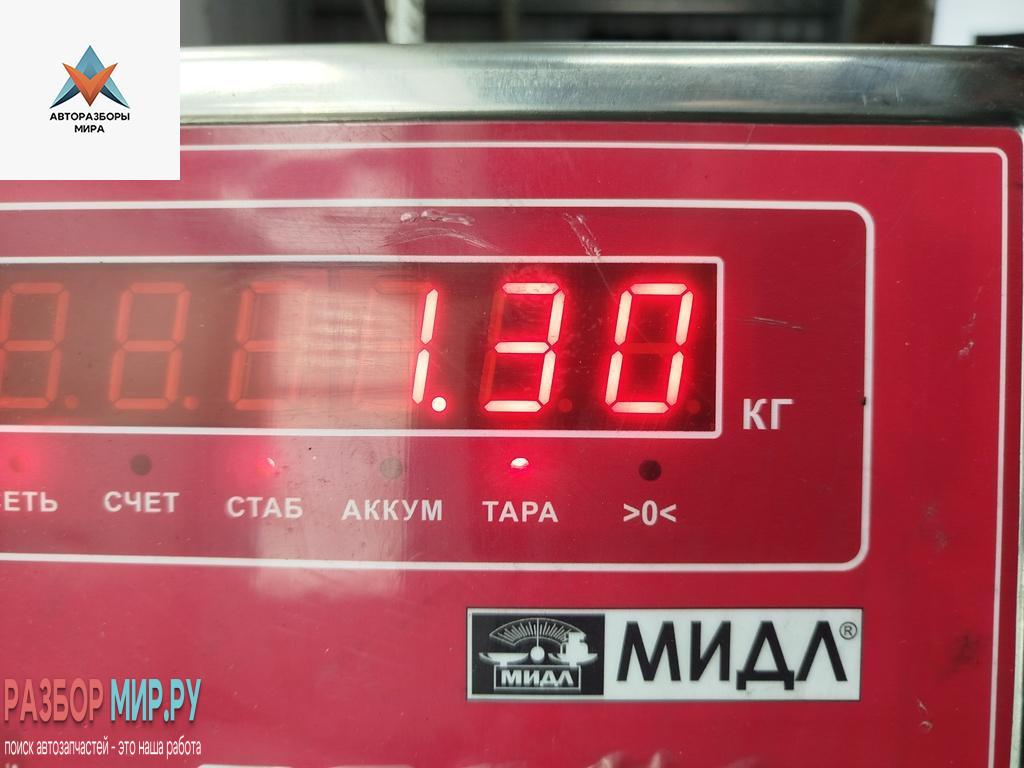 АВТОРАЗБОРЫ
МИРА
1.30
КГ
СЧЕТ СТАБ АККУМ ТАРА >0<
МИДЛ МИДЛ®
РАЗБОР МИР.РУ
поиск автозапчастей - это наша работа